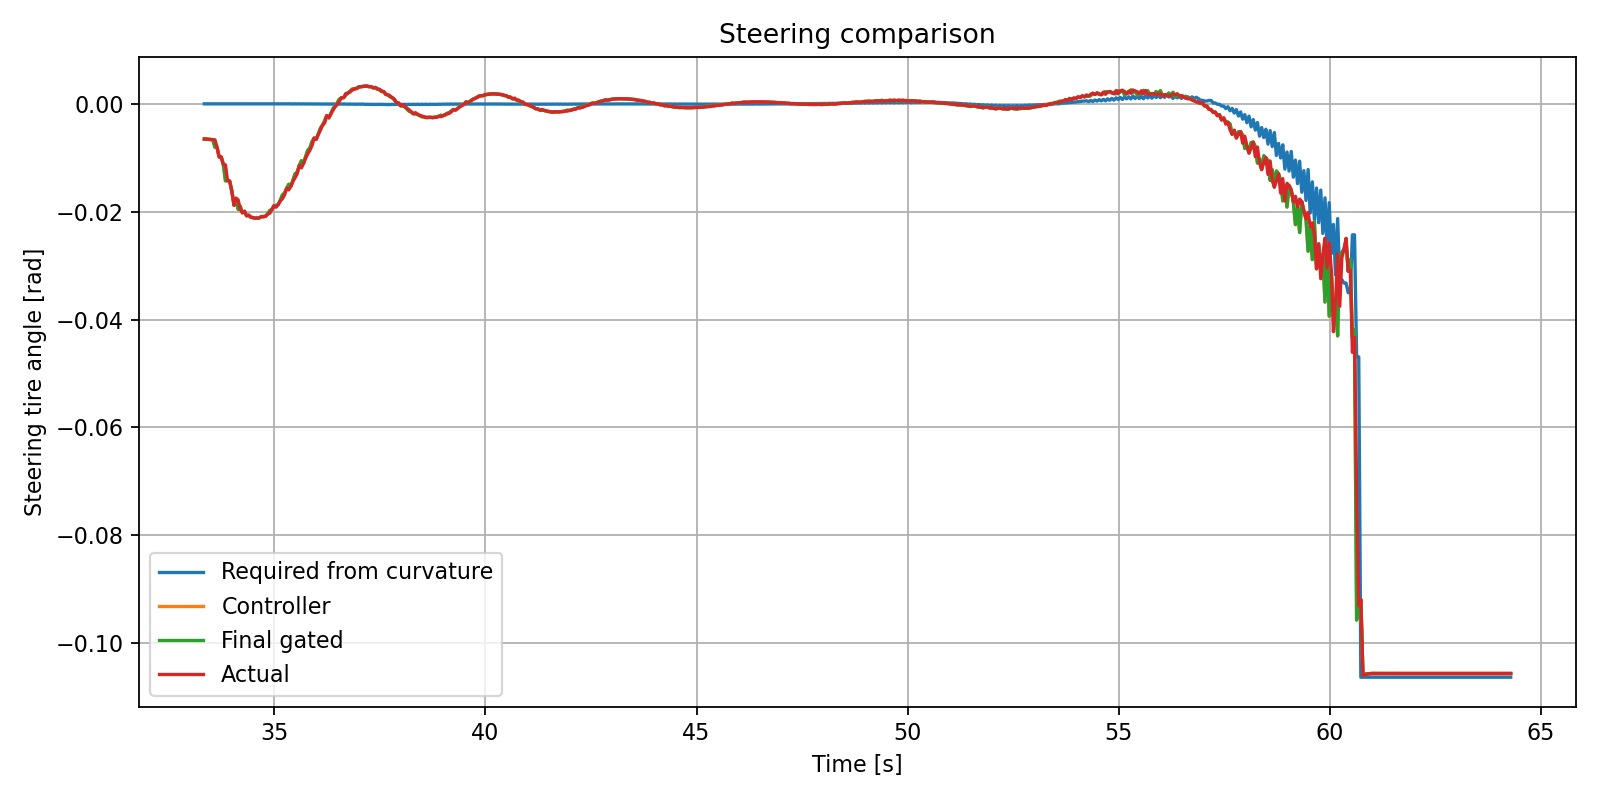 Steering comparison
Steering tire angle [rad]
0.00
−0.02
−0.04
−0.06
−0.08
−0.10
Required from curvature
Controller
Final gated
Actual
35
40
45
50
55
60
65
Time [s]